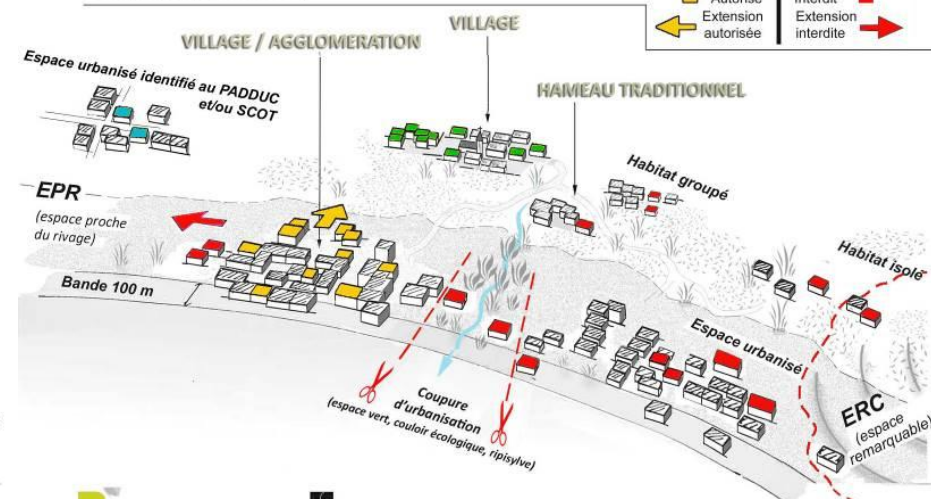 Autorisé
Interdit
Extension
autorisée
Extension
interdite
VILLAGE
VILLAGE / AGGLOMERATION
Espace urbanisé identifié au PADDUC
et/ou SCOT
HAMEAU TRADITIONNEL
Habitat groupé
EPR
(espace proche
du rivage)
Habitat isolé
Bande 100 m
Espace urbanisé
Coupure
d'urbanisation
(espace vert, couloir écologique, ripisylve)
ERC
(espace
remarquable)